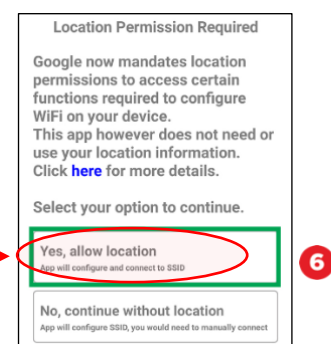 Location Permission Required
Google now mandates location
permissions to access certain
functions required to configure
WiFi on your device.
This app however does not need or
use your location information.
Click here for more details.
Select your option to continue.
Yes, allow location
App will configure and connect to SSID
6
No, continue without location
App will configure SSID, you would need to manually connect